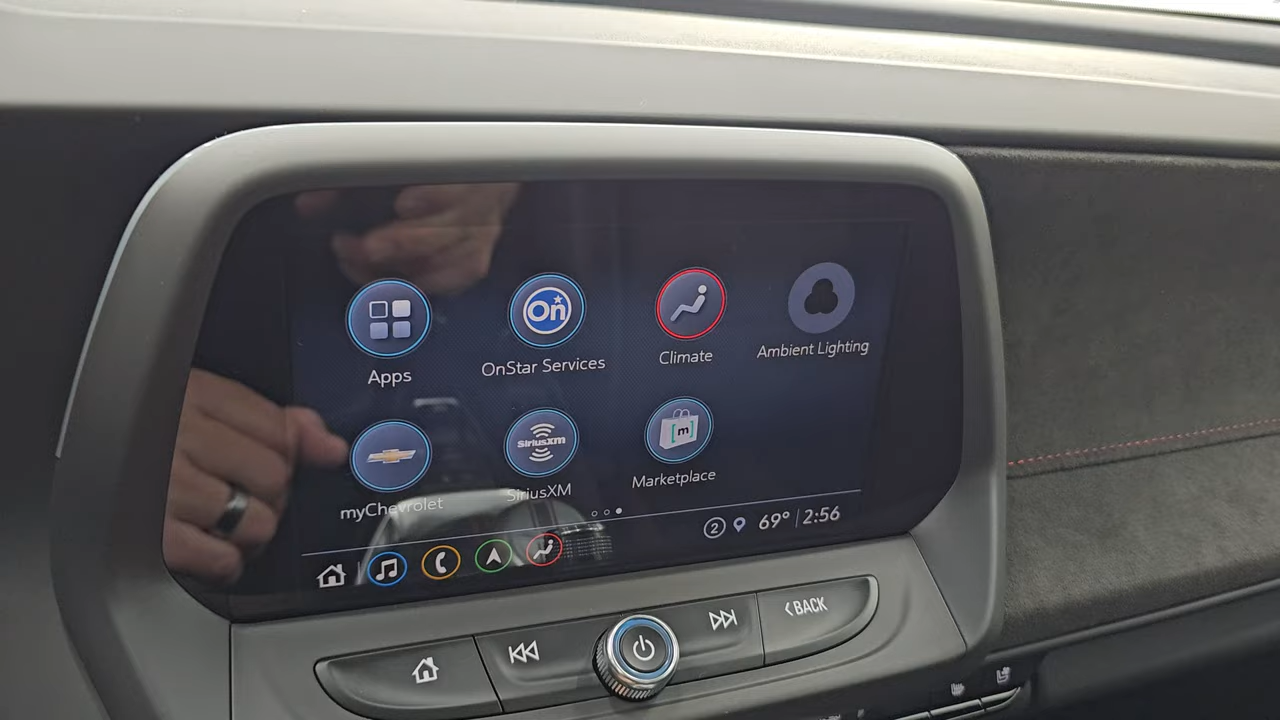 Apps
On
OnStar Services
Climate
Ambient Lighting
myChevrolet
SiriusXM
SiriusXM
[m]
Marketplace
2
69° | 2:56
< BACK